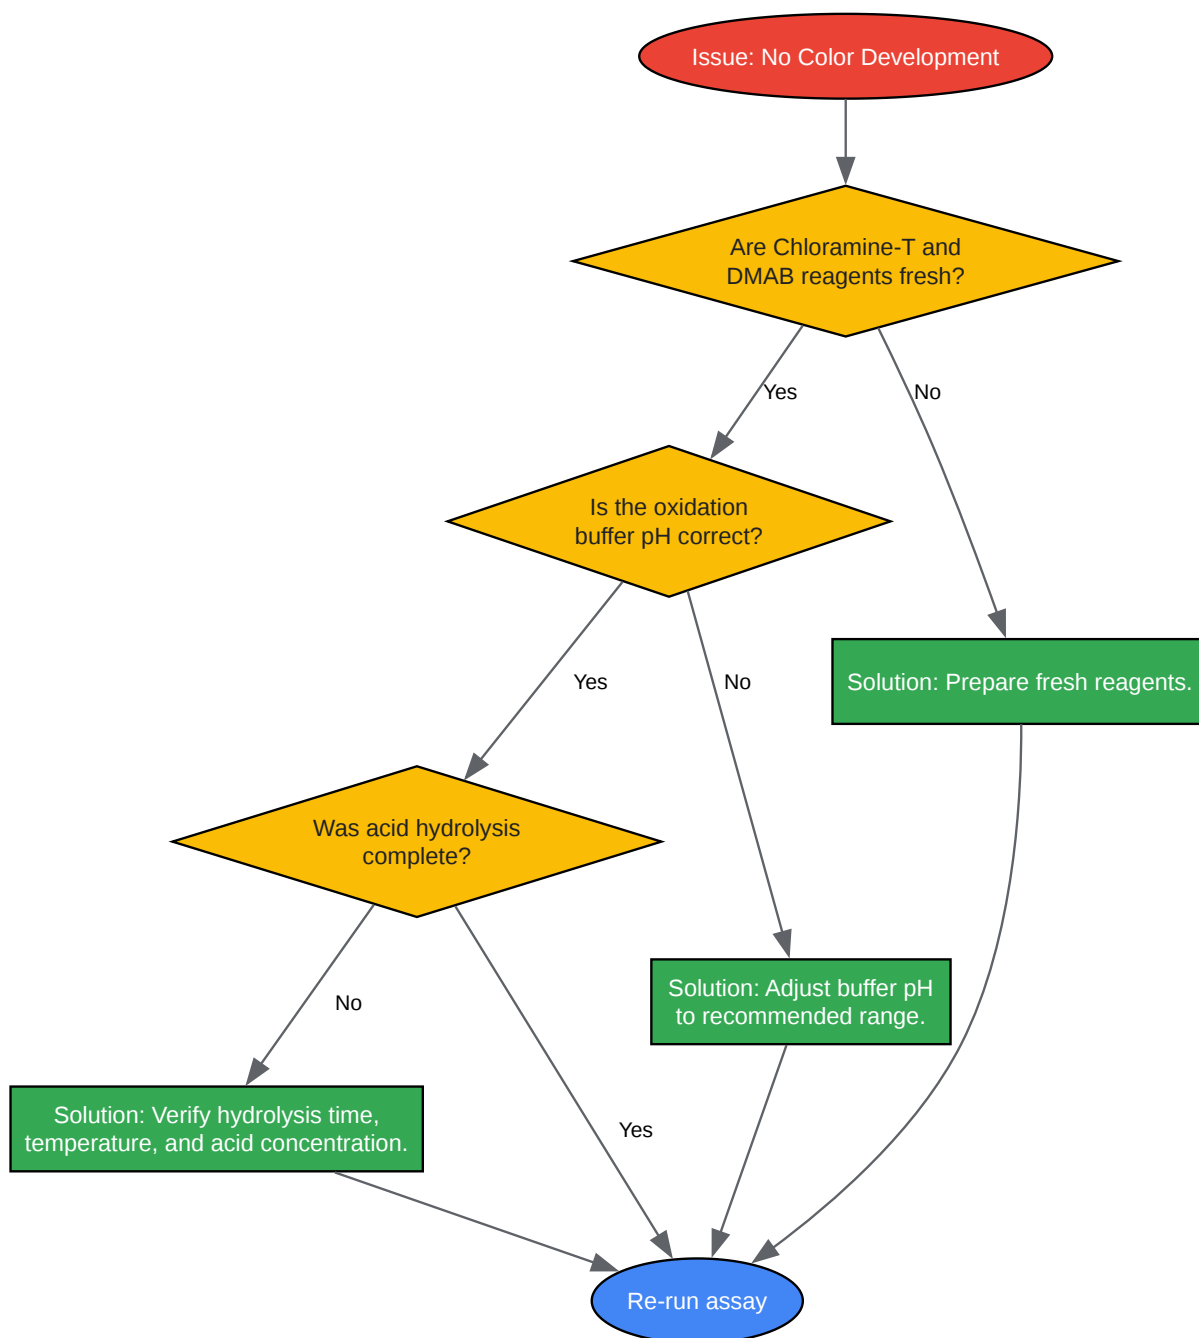 Issue: No Color Development
Are Chloramine-T and
DMAB reagents fresh?
Yes
No
Is the oxidation
buffer pH correct?
Yes
No
Solution: Prepare fresh reagents.
Was acid hydrolysis
complete?
No
Yes
Solution: Adjust buffer pH
to recommended range.
Solution: Verify hydrolysis time,
temperature, and acid concentration.
Re-run assay